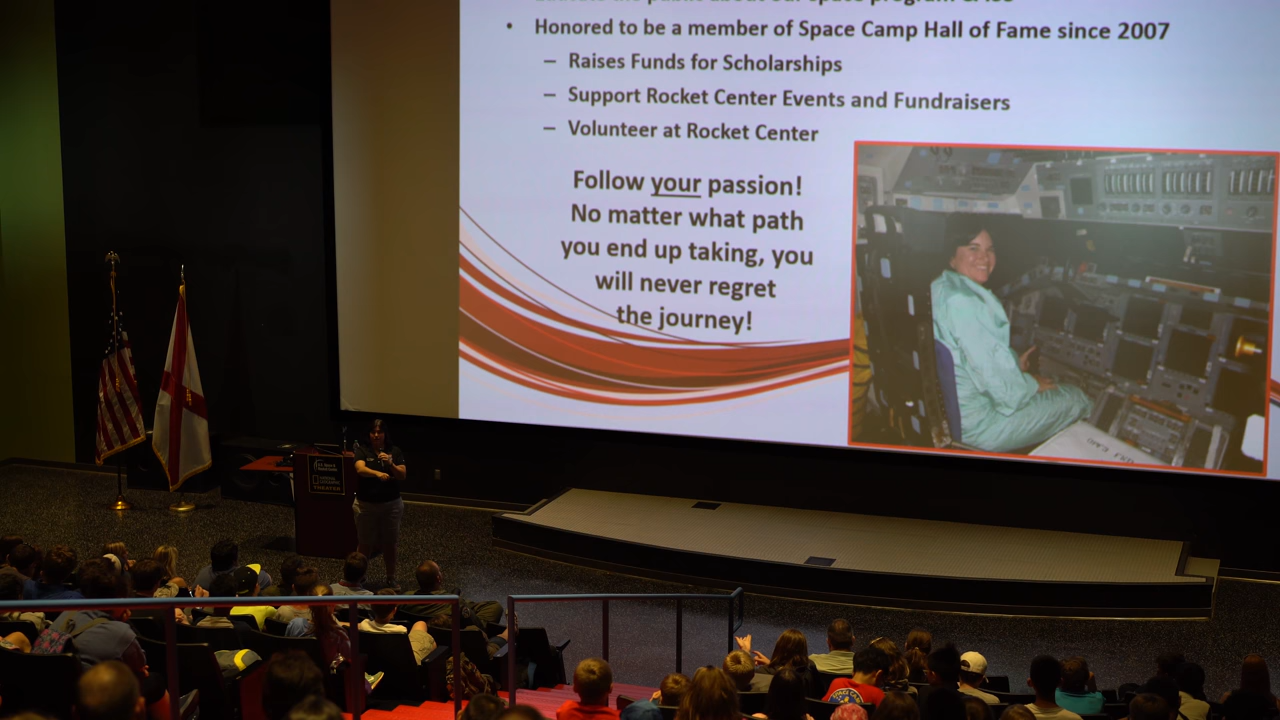 • Honored to be a member of Space Camp Hall of Fame since 2007
– Raises Funds for Scholarships
– Support Rocket Center Events and Fundraisers
– Volunteer at Rocket Center
Follow your passion!
No matter what path
you end up taking, you
will never regret
the journey!
THEATER